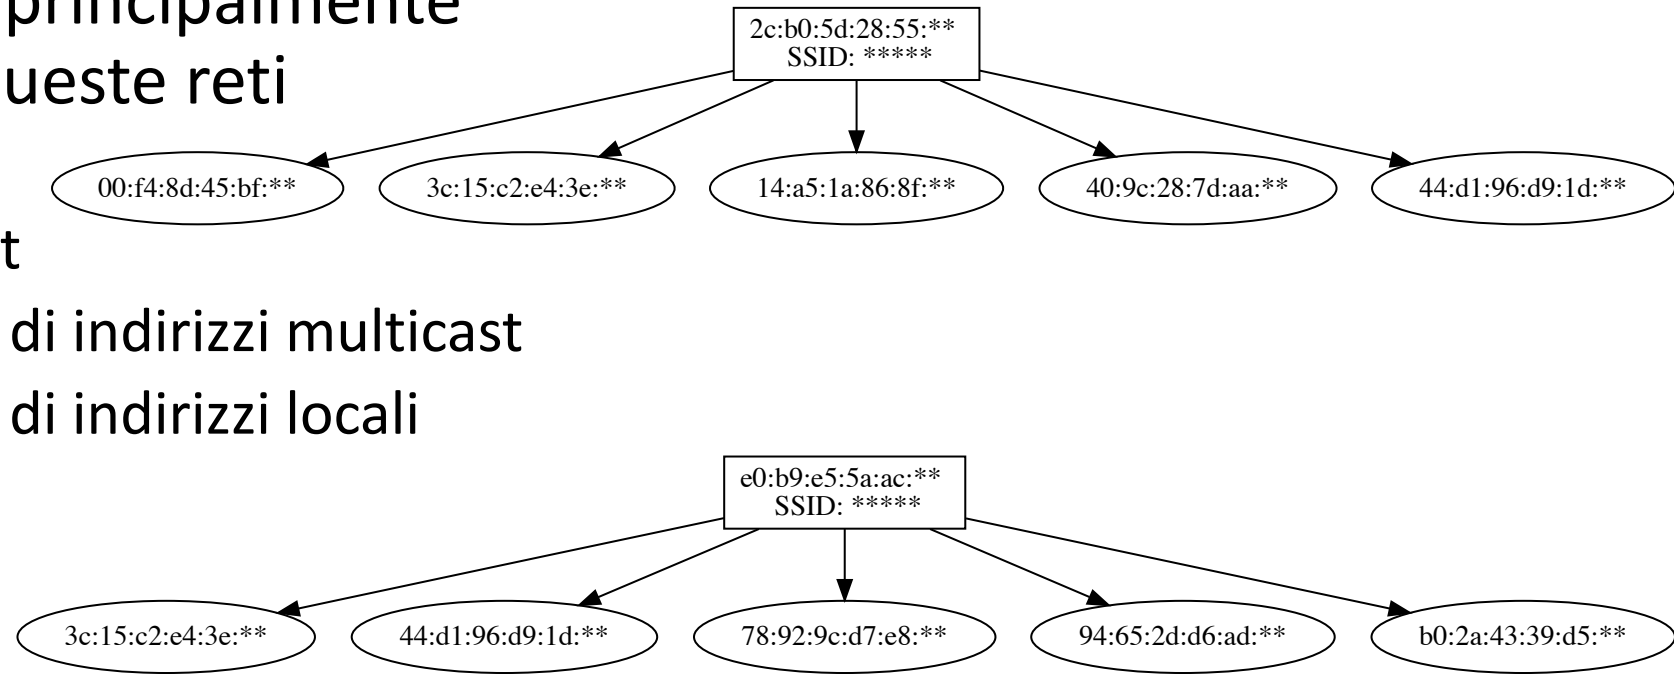 principalmente
ueste reti
2c:b0:5d:28:55:**
SSID: *****
00:f4:8d:45:bf:**
3c:15:c2:e4:3e:**
14:a5:1a:86:8f:**
40:9c:28:7d:aa:**
44:d1:96:d9:1d:**
t
di indirizzi multicast
di indirizzi locali
e0:b9:e5:5a:ac:**
SSID: *****
3c:15:c2:e4:3e:**
44:d1:96:d9:1d:**
78:92:9c:d7:e8:**
94:65:2d:d6:ad:**
b0:2a:43:39:d5:**